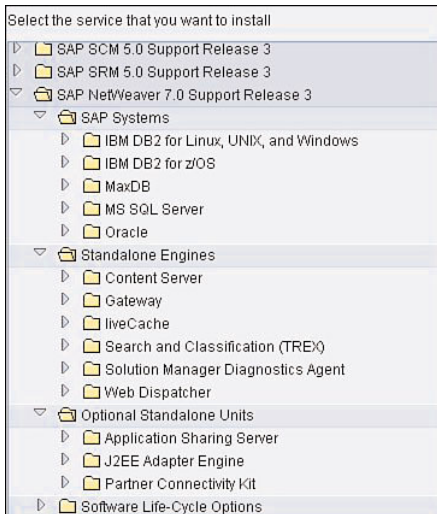 Select the service that you want to install
SAP SCM 5.0 Support Release 3
SAP SRM 5.0 Support Release 3
SAP NetWeaver 7.0 Support Release 3
SAP Systems
IBM DB2 for Linux, UNIX, and Windows
IBM DB2 for z/OS
MaxDB
MS SQL Server
Oracle
Standalone Engines
Content Server
Gateway
liveCache
Search and Classification (TREX)
Solution Manager Diagnostics Agent
Web Dispatcher
Optional Standalone Units
Application Sharing Server
J2EE Adapter Engine
Partner Connectivity Kit
Software Life-Cycle Options